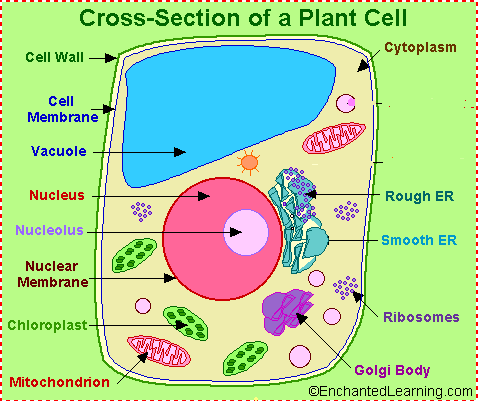 Cross-Section of a Plant Cell
Cell Wall
Cytoplasm
Cell
Membrane
Vacuole
Nucleus
Rough ER
Nucleolus
Smooth ER
Nuclear
Membrane
Chloroplast
Ribosomes
Golgi Body
Mitochondrion
©EnchantedLearning.com